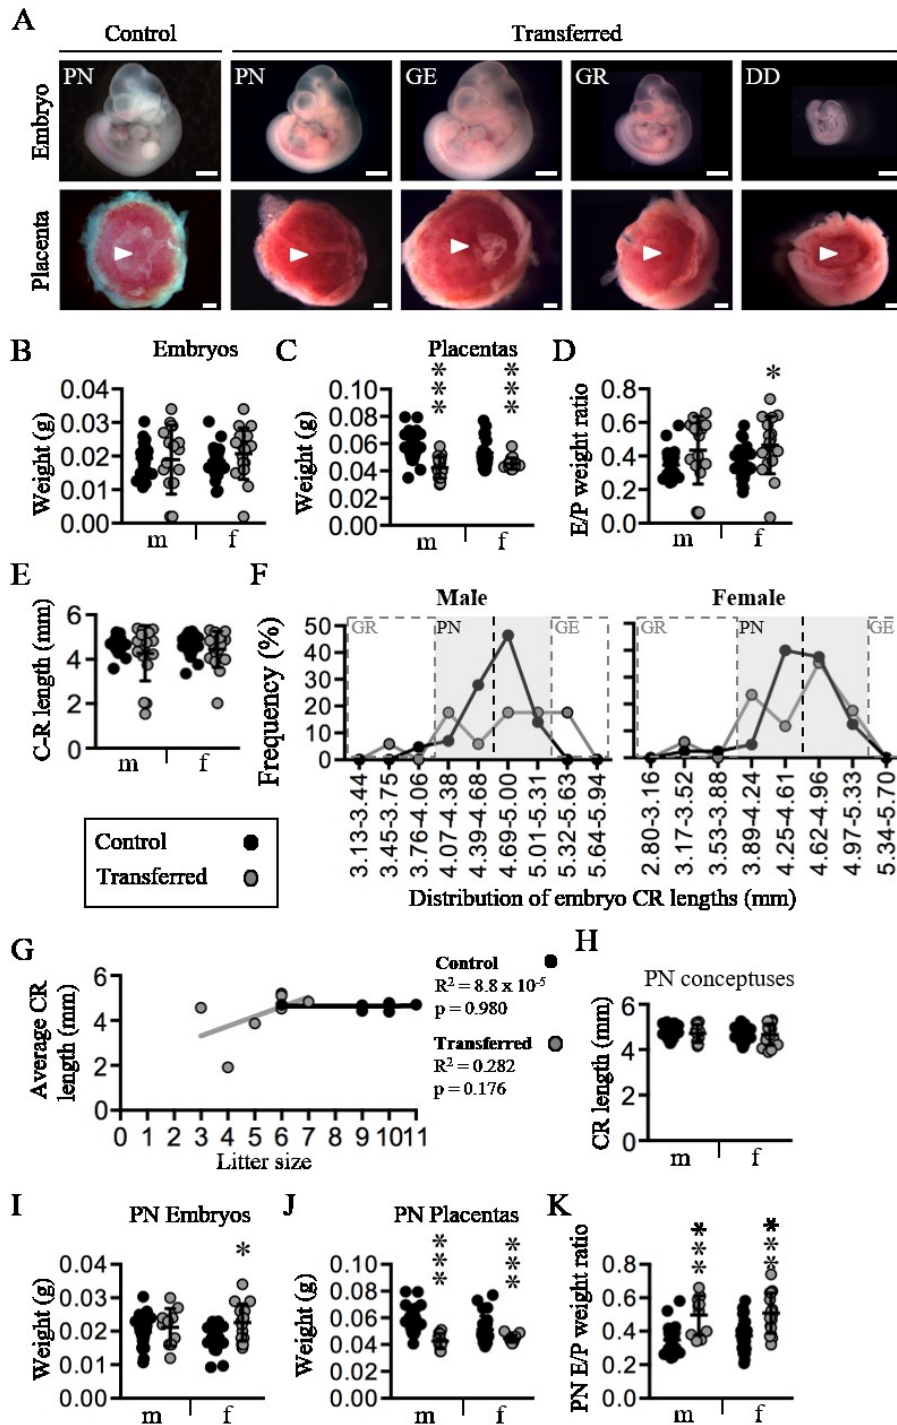 A
Control
Transferred
PN
PN
GE
GR
DD
Embryo
Placenta
B
Embryos
Weight (g)
0.04
0.03
0.02
0.01
0.00
m
f
C
Placentas
Weight (g)
0.10
0.08
0.06
0.04
0.02
0.00
***
***
m
f
D
E/P weight ratio
0.8
0.6
0.4
0.2
0.0
*
m
f
E
C-R length (mm)
6
4
2
0
m
f
Control
Transferred
F
Male
Female
Frequency (%)
50
40
30
20
10
0
GR
PN
GE
GR
PN
GE
3.13-3.44
3.45-3.75
3.76-4.06
4.07-4.38
4.39-4.68
4.69-5.00
5.01-5.31
5.32-5.63
5.64-5.94
2.80-3.16
3.17-3.52
3.53-3.88
3.89-4.24
4.25-4.61
4.62-4.96
4.97-5.33
5.34-5.70
Distribution of embryo CR lengths (mm)
G
Average CR
length (mm)
6
4
2
0
0 1 2 3 4 5 6 7 8 9 10 11
Litter size
Control
R² = 8.8 x 10⁻⁵
p = 0.980
Transferred
R² = 0.282
p = 0.176
H
PN conceptuses
CR length (mm)
6
4
2
0
m
f
I
PN Embryos
Weight (g)
0.04
0.03
0.02
0.01
0.00
*
m
f
J
PN Placentas
Weight (g)
0.10
0.08
0.06
0.04
0.02
0.00
***
***
m
f
K
PN E/P weight ratio
0.8
0.6
0.4
0.2
0.0
***
***
m
f